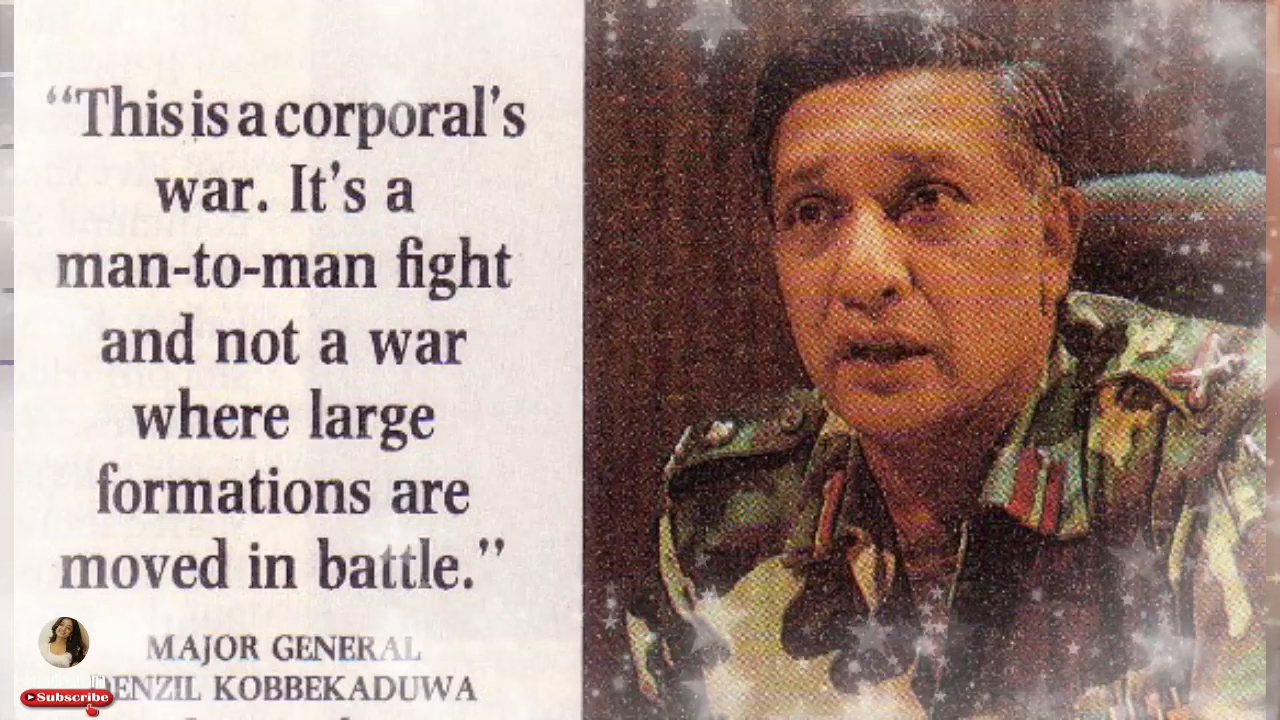 “This is a corporal’s
war. It’s a
man-to-man fight
and not a war
where large
formations are
moved in battle.”
MAJOR GENERAL
DENZIL KOBBEKADUWA
Subscribe